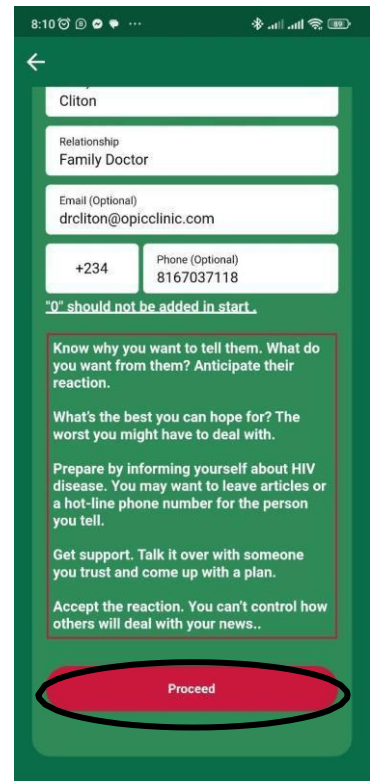 8:10
89
Cliton
Relationship
Family Doctor
Email (Optional)
drcliton@opicclinic.com
+234
Phone (Optional)
8167037118
"0" should not be added in start .
Know why you want to tell them. What do
you want from them? Anticipate their
reaction.
What's the best you can hope for? The
worst you might have to deal with.
Prepare by informing yourself about HIV
disease. You may want to leave articles or
a hot-line phone number for the person
you tell.
Get support. Talk it over with someone
you trust and come up with a plan.
Accept the reaction. You can't control how
others will deal with your news..
Proceed